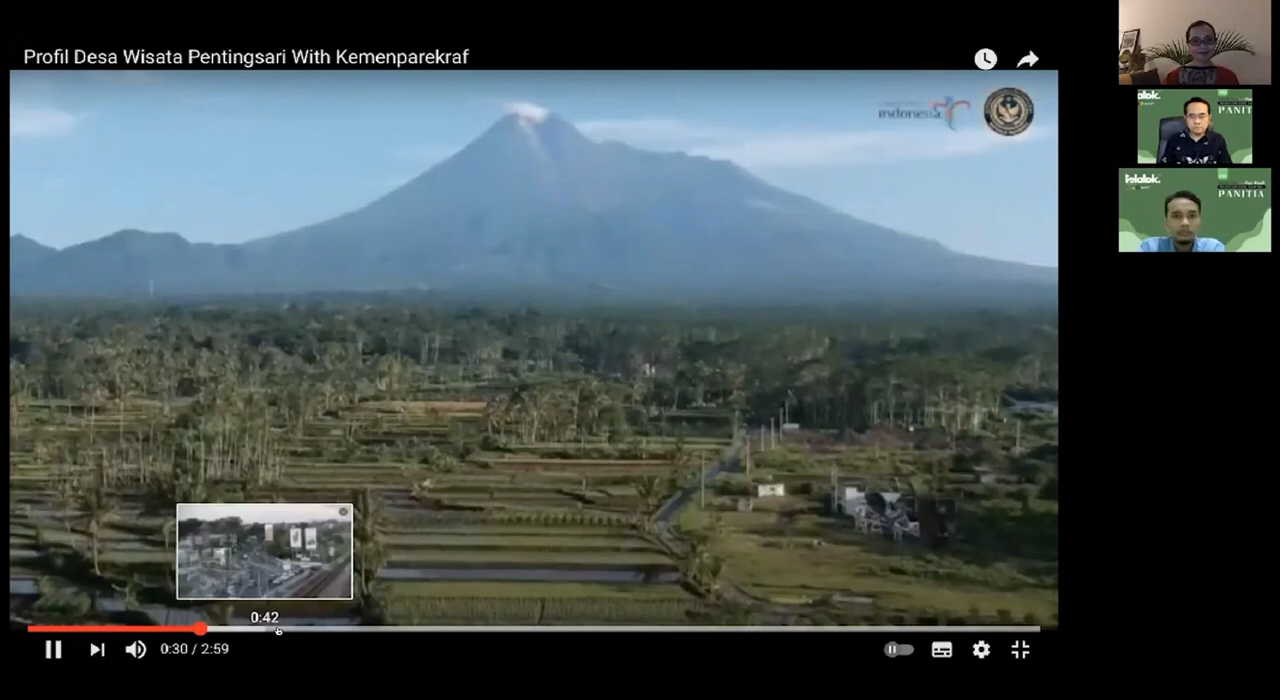 Profil Desa Wisata Pentingsari With Kemenparekraf
indonesia
PANITIA
PANITIA
0:42
0:30 / 2:59